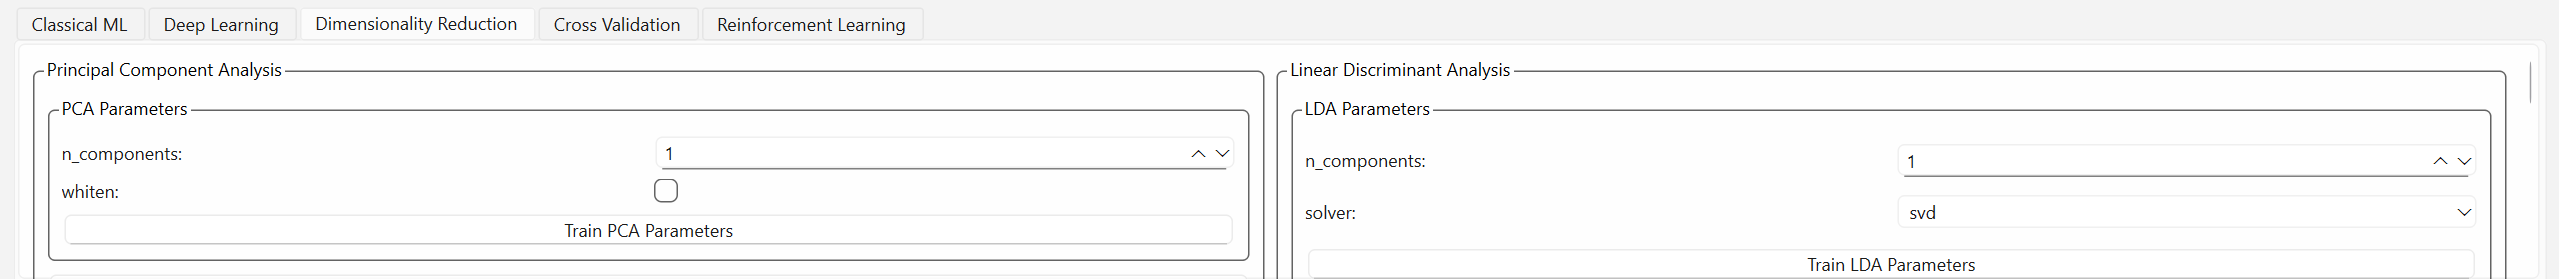 Classical ML Deep Learning Dimensionality Reduction Cross Validation Reinforcement Learning
Principal Component Analysis
PCA Parameters
n_components: 1
whiten:
Train PCA Parameters
Linear Discriminant Analysis
LDA Parameters
n_components: 1
solver: svd
Train LDA Parameters